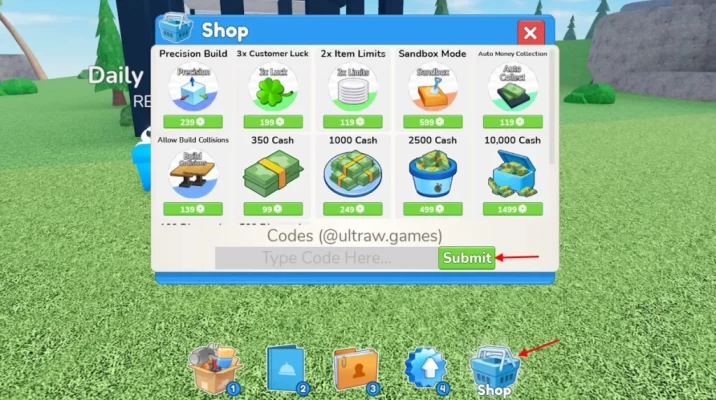 Shop
Daily
RE
Precision Build
3x Customer Luck
2x Item Limits
Sandbox Mode
Auto Money Collection
Precision
3x Luck
2x Limits
Sandbox
Auto
Collect
239
199
119
599
119
Allow Build Collisions
350 Cash
1000 Cash
2500 Cash
10,000 Cash
Build
Collisions
139
99
249
499
1499
Codes (@ultraw.games)
Type Code Here...
Submit
1
2
3
4
Shop